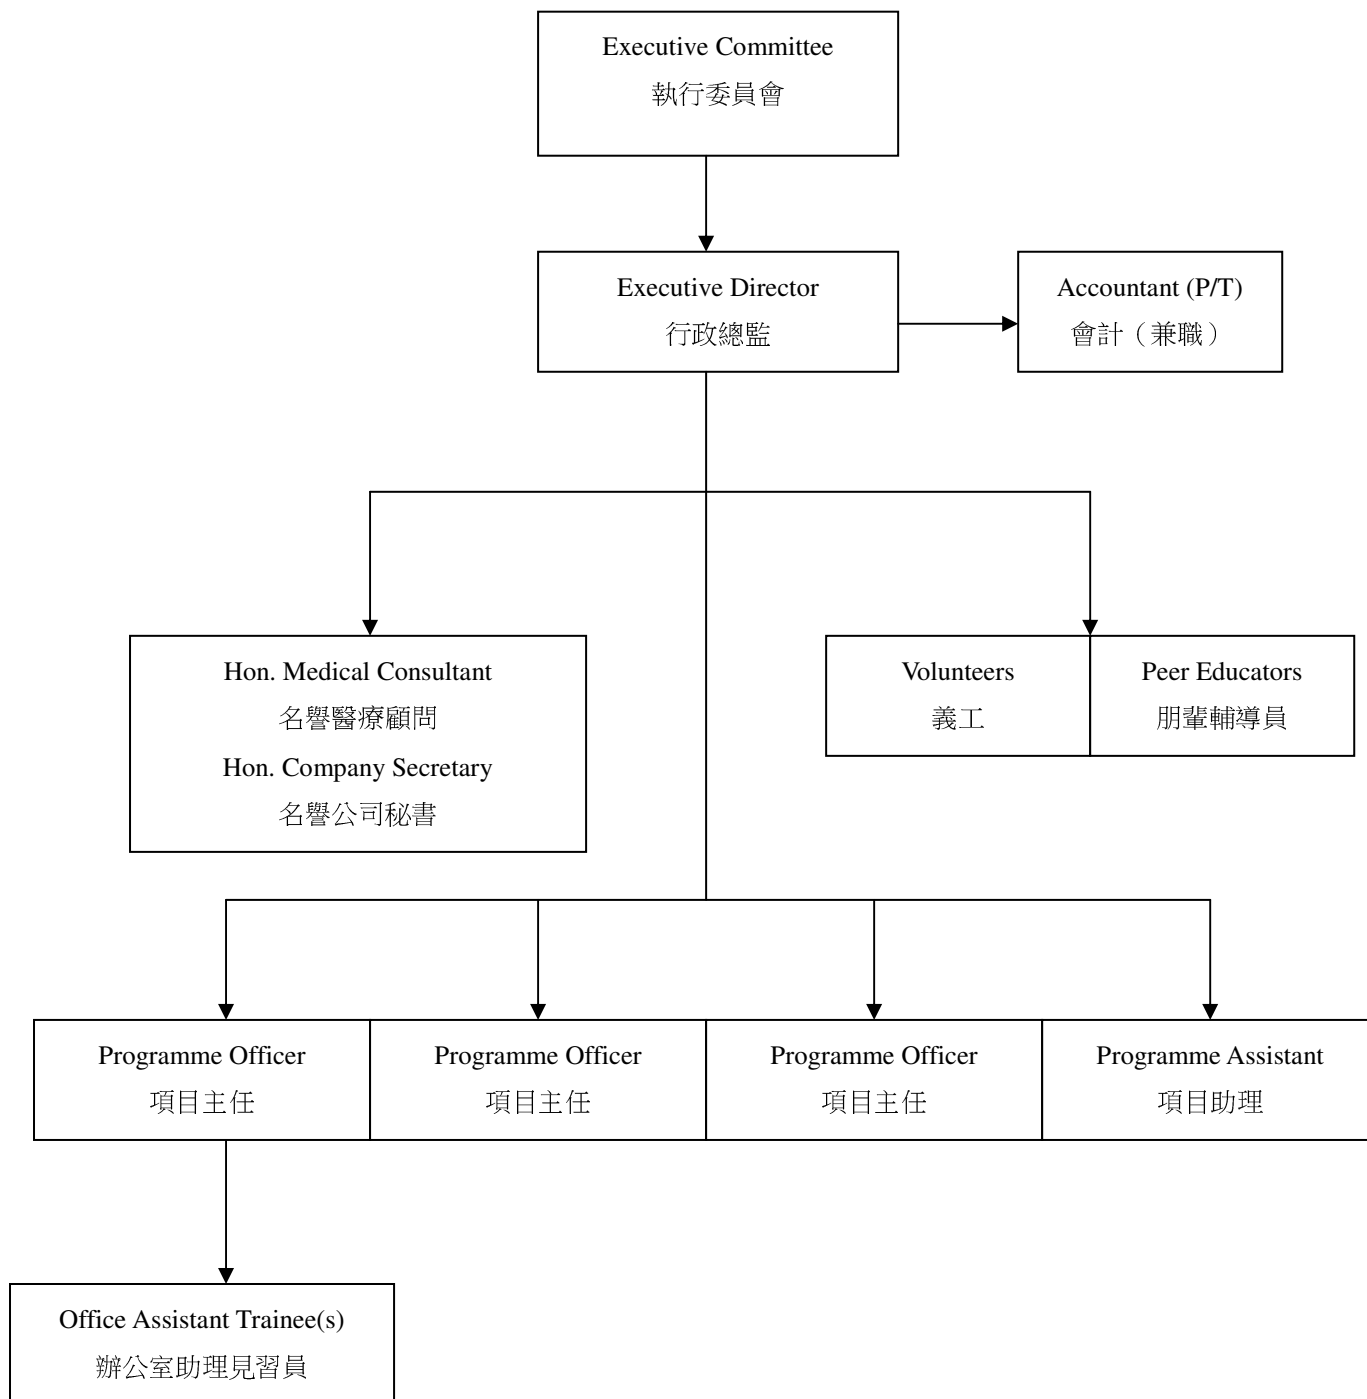 Executive Committee
執行委員會
Executive Director
行政總監
Accountant (P/T)
會計（兼職）
Hon. Medical Consultant
名譽醫療顧問
Hon. Company Secretary
名譽公司秘書
Volunteers
義工
Peer Educators
朋輩輔導員
Programme Officer
項目主任
Programme Officer
項目主任
Programme Officer
項目主任
Programme Assistant
項目助理
Office Assistant Trainee(s)
辦公室助理見習員